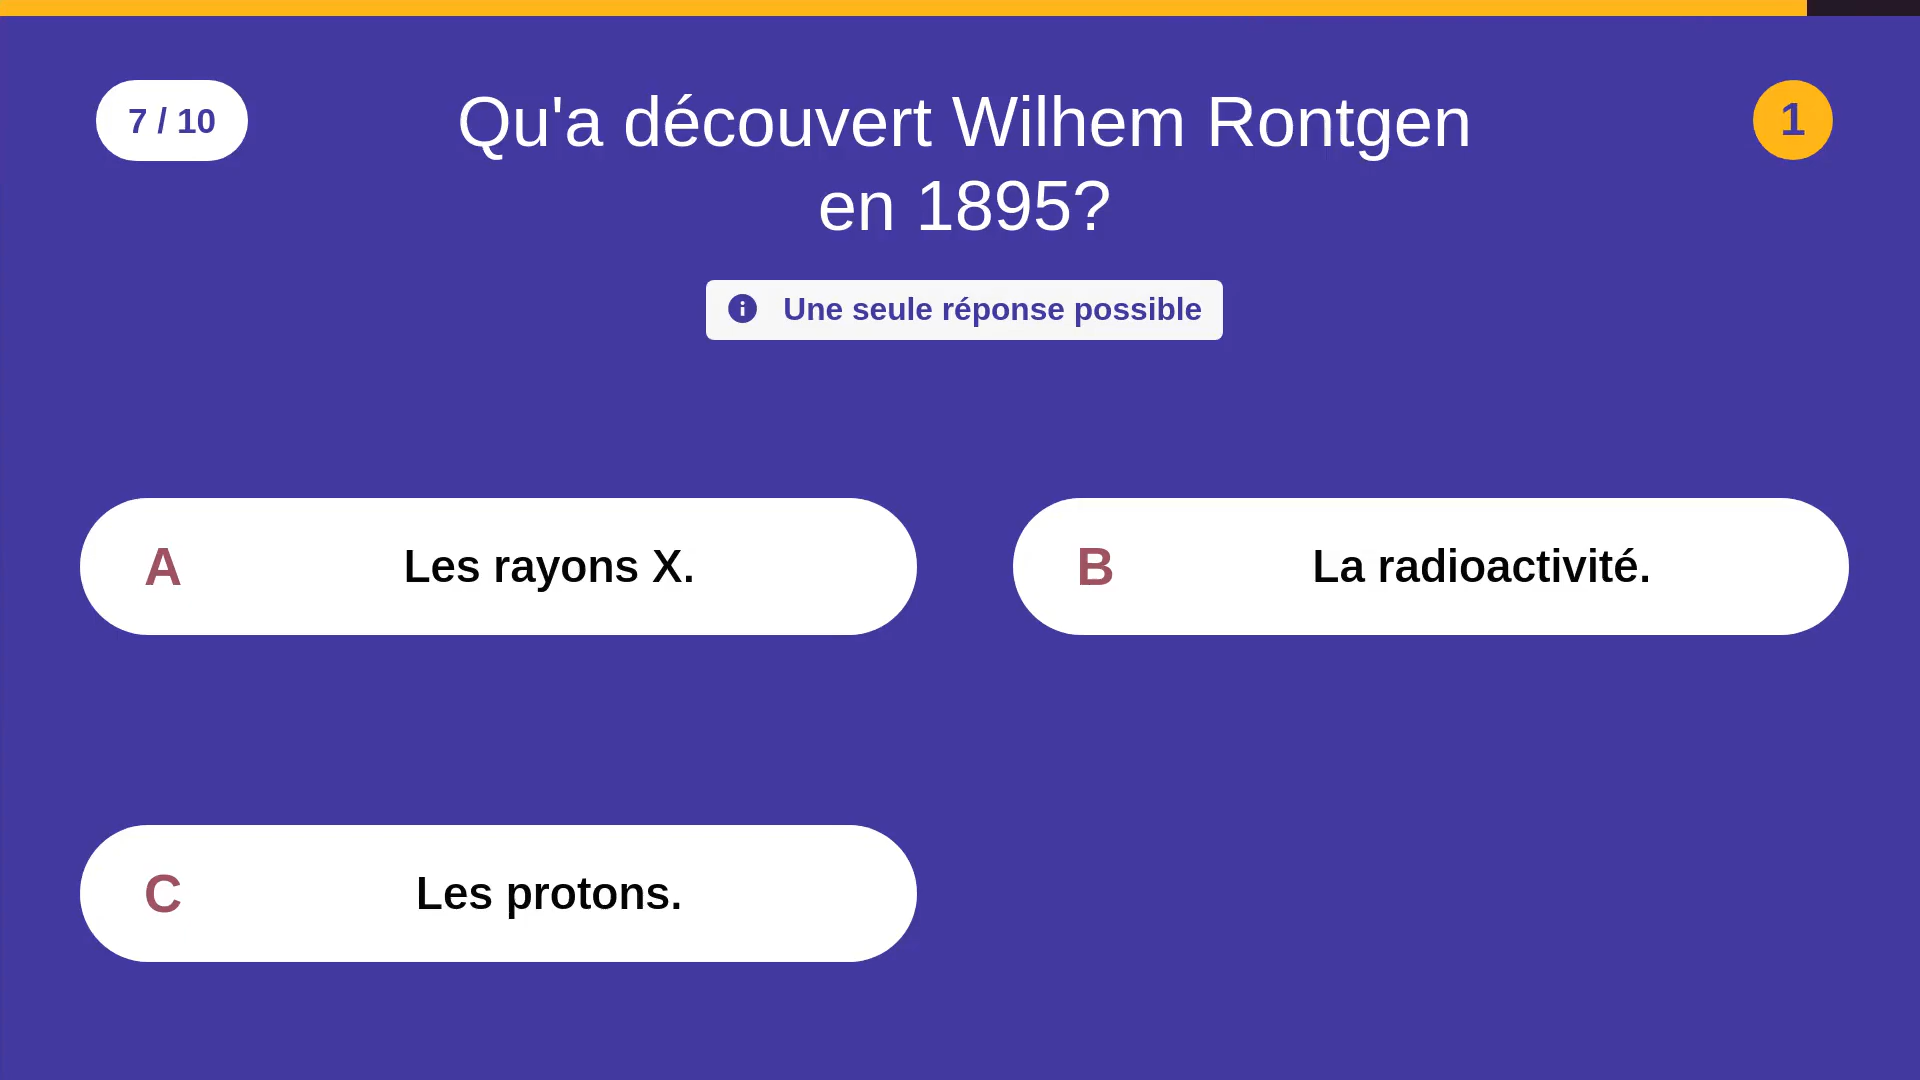 7 / 10
Qu'a découvert Wilhem Rontgen
en 1895?
1
Une seule réponse possible
A Les rayons X.
B La radioactivité.
C Les protons.